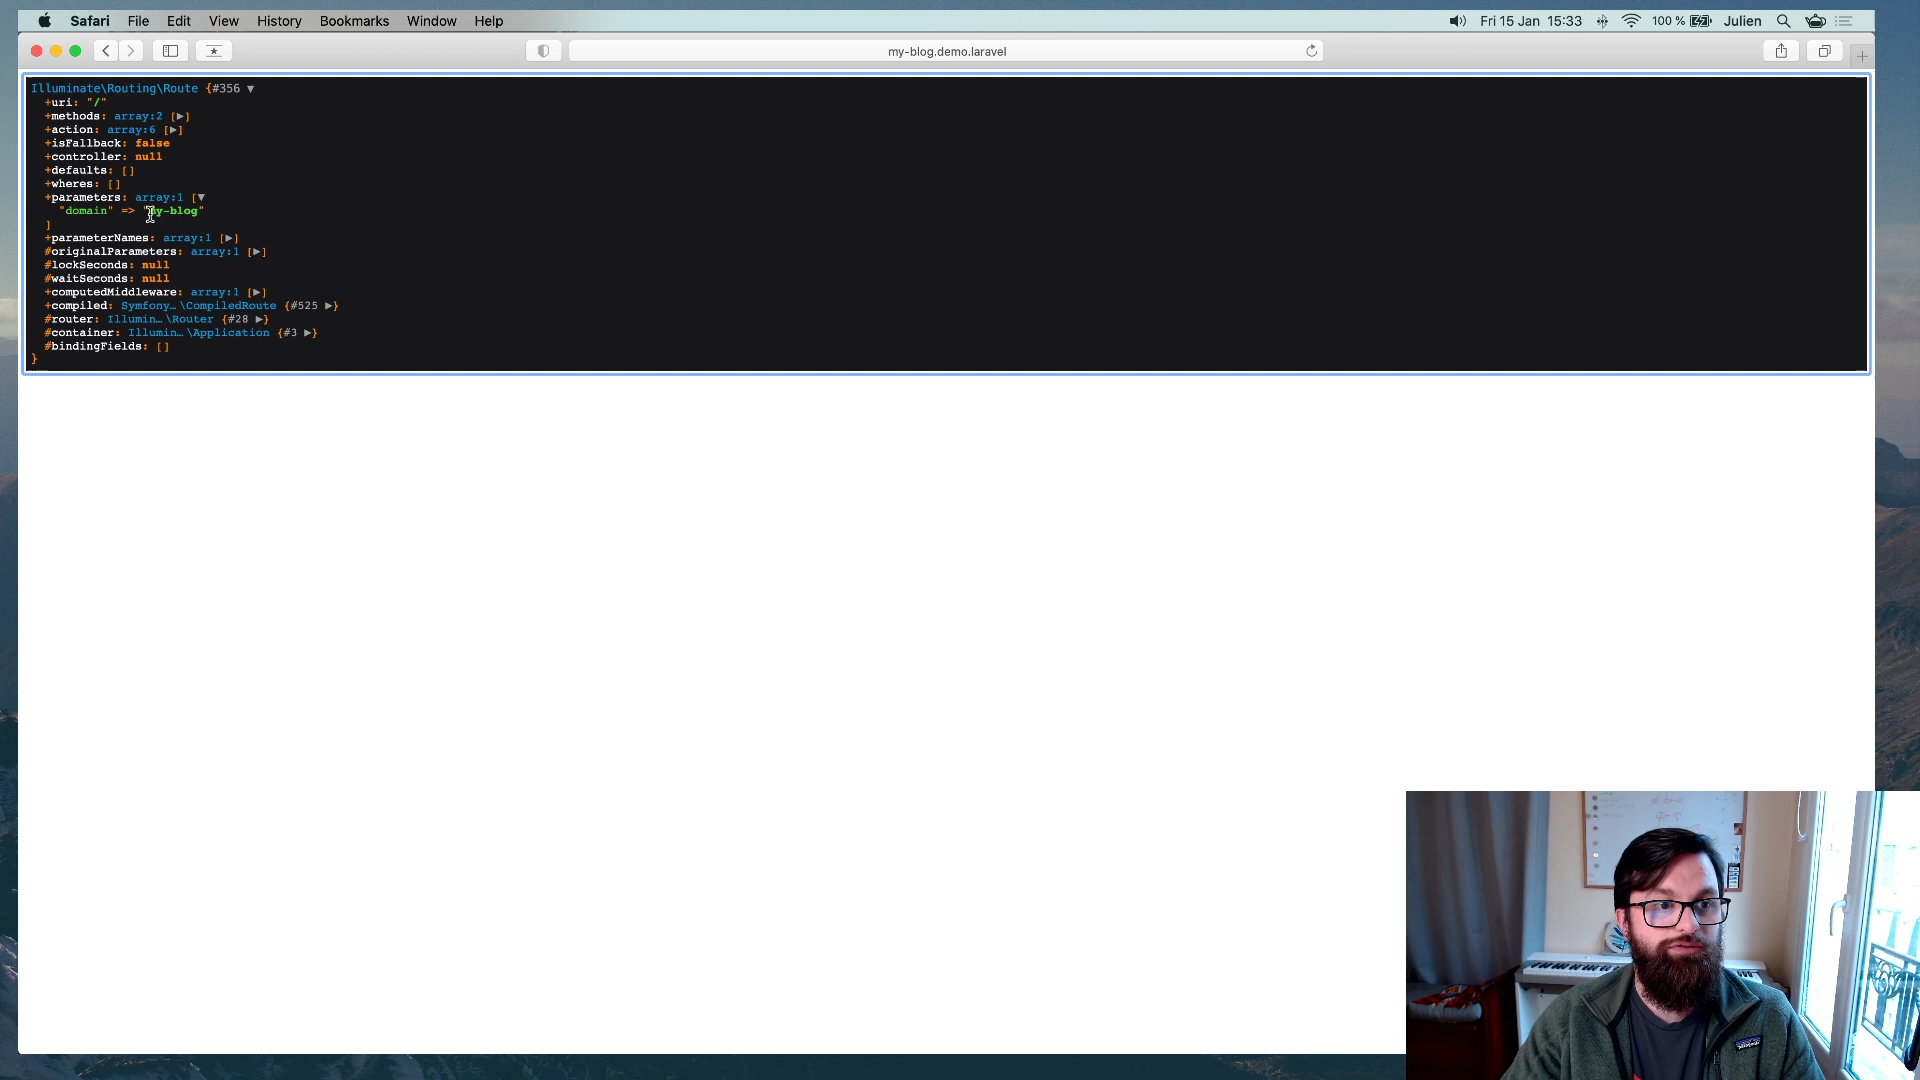 Safari File Edit View History Bookmarks Window Help Fri 15 Jan 15:33 100 % Julien
my-blog.demo.laravel
Illuminate\Routing\Route {#356 ▼
+uri: "/"
+methods: array:2 [▶]
+action: array:6 [▶]
+isFallback: false
+controller: null
+defaults: []
+wheres: []
+parameters: array:1 [▼
"domain" => "my-blog"
]
+parameterNames: array:1 [▶]
#originalParameters: array:1 [▶]
#lockSeconds: null
#waitSeconds: null
+computedMiddleware: array:1 [▶]
+compiled: Symfony…\CompiledRoute {#525 ▶}
#router: Illumin…\Router {#28 ▶}
#container: Illumin…\Application {#3 ▶}
#bindingFields: []
}